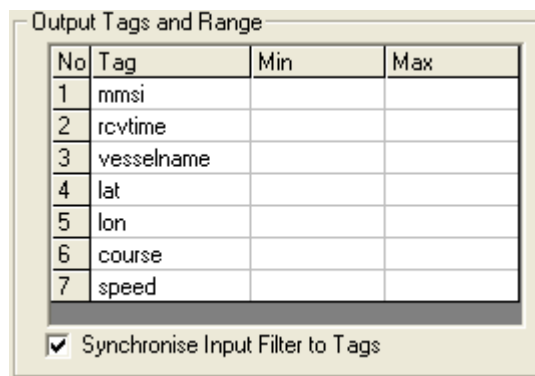 Output Tags and Range
No Tag Min Max
1 mmsi
2 rcvtime
3 vesselname
4 lat
5 lon
6 course
7 speed
Synchronise Input Filter to Tags